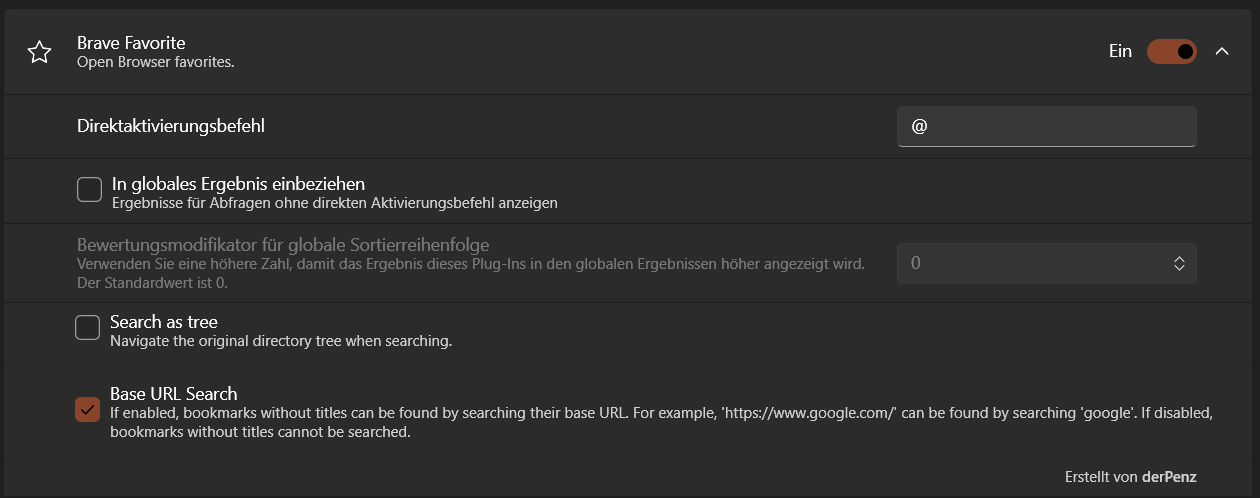 Brave Favorite
Open Browser favorites.
Ein
Direktaktivierungsbefehl
@
In globales Ergebnis einbeziehen
Ergebnisse für Abfragen ohne direkten Aktivierungsbefehl anzeigen
Bewertungsmodifikator für globale Sortierreihenfolge
Verwenden Sie eine höhere Zahl, damit das Ergebnis dieses Plug-Ins in den globalen Ergebnissen höher angezeigt wird.
Der Standardwert ist 0.
0
Search as tree
Navigate the original directory tree when searching.
Base URL Search
If enabled, bookmarks without titles can be found by searching their base URL. For example, 'https://www.google.com/' can be found by searching 'google'. If disabled,
bookmarks without titles cannot be searched.
Erstellt von derPenz